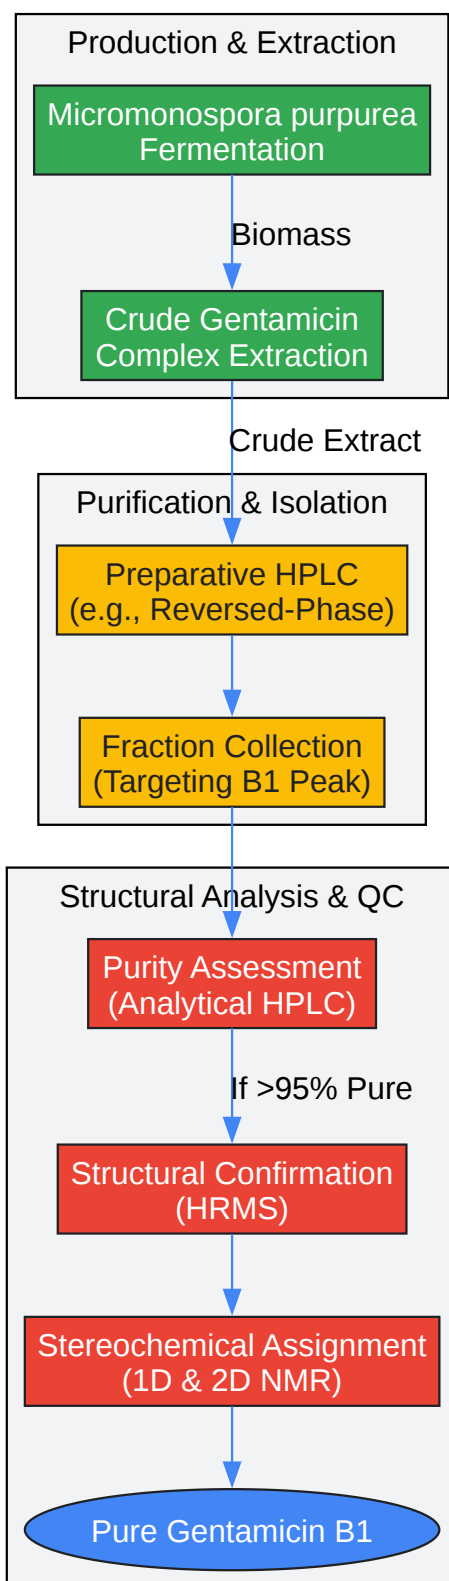 Production & Extraction
Micromonospora purpurea
Fermentation
Biomass
Crude Gentamicin
Complex Extraction
Crude Extract
Purification & Isolation
Preparative HPLC
(e.g., Reversed-Phase)
Fraction Collection
(Targeting B1 Peak)
Structural Analysis & QC
Purity Assessment
(Analytical HPLC)
If >95% Pure
Structural Confirmation
(HRMS)
Stereochemical Assignment
(1D & 2D NMR)
Pure Gentamicin B1